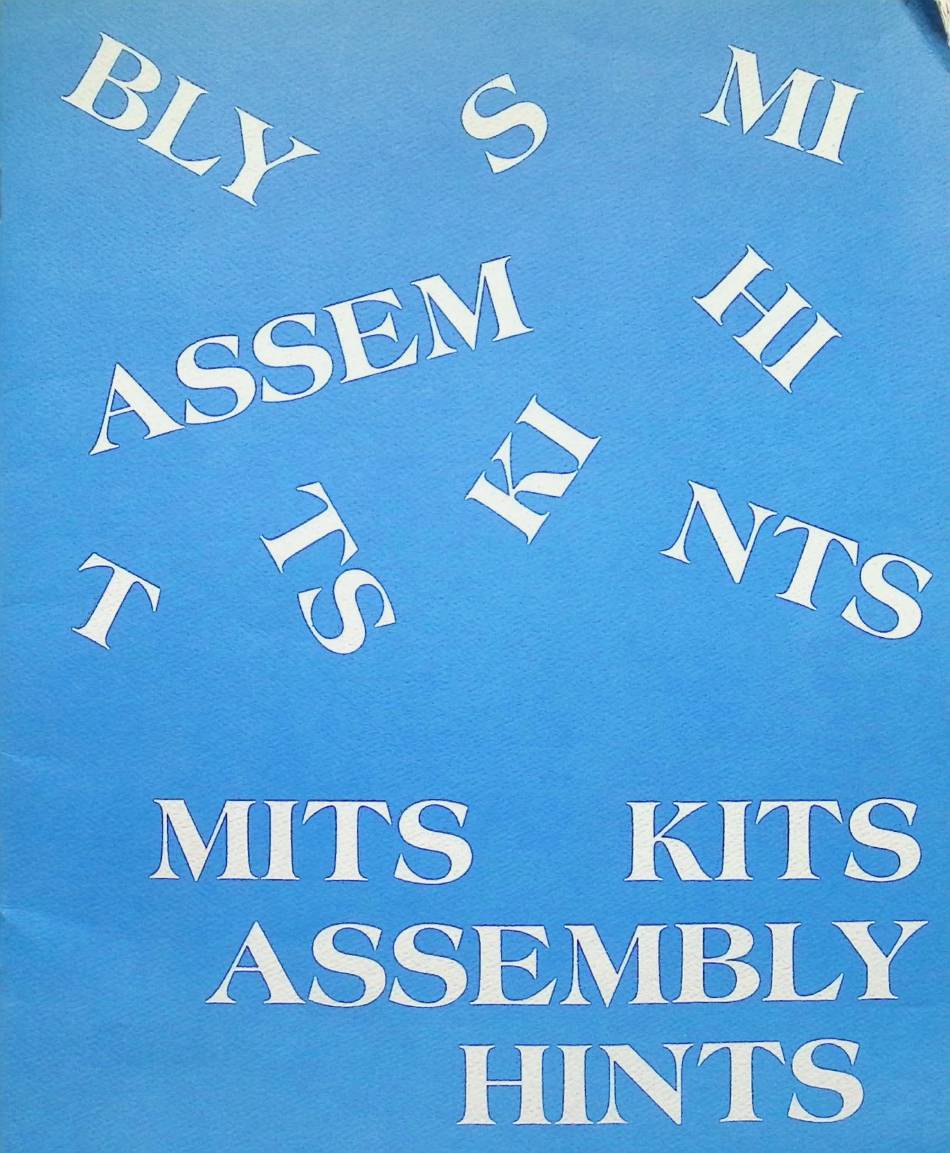 BLY
S
MI
ASSEM
HI
KI
TS
NTS
T
MITS KITS
ASSEMBLY
HINTS